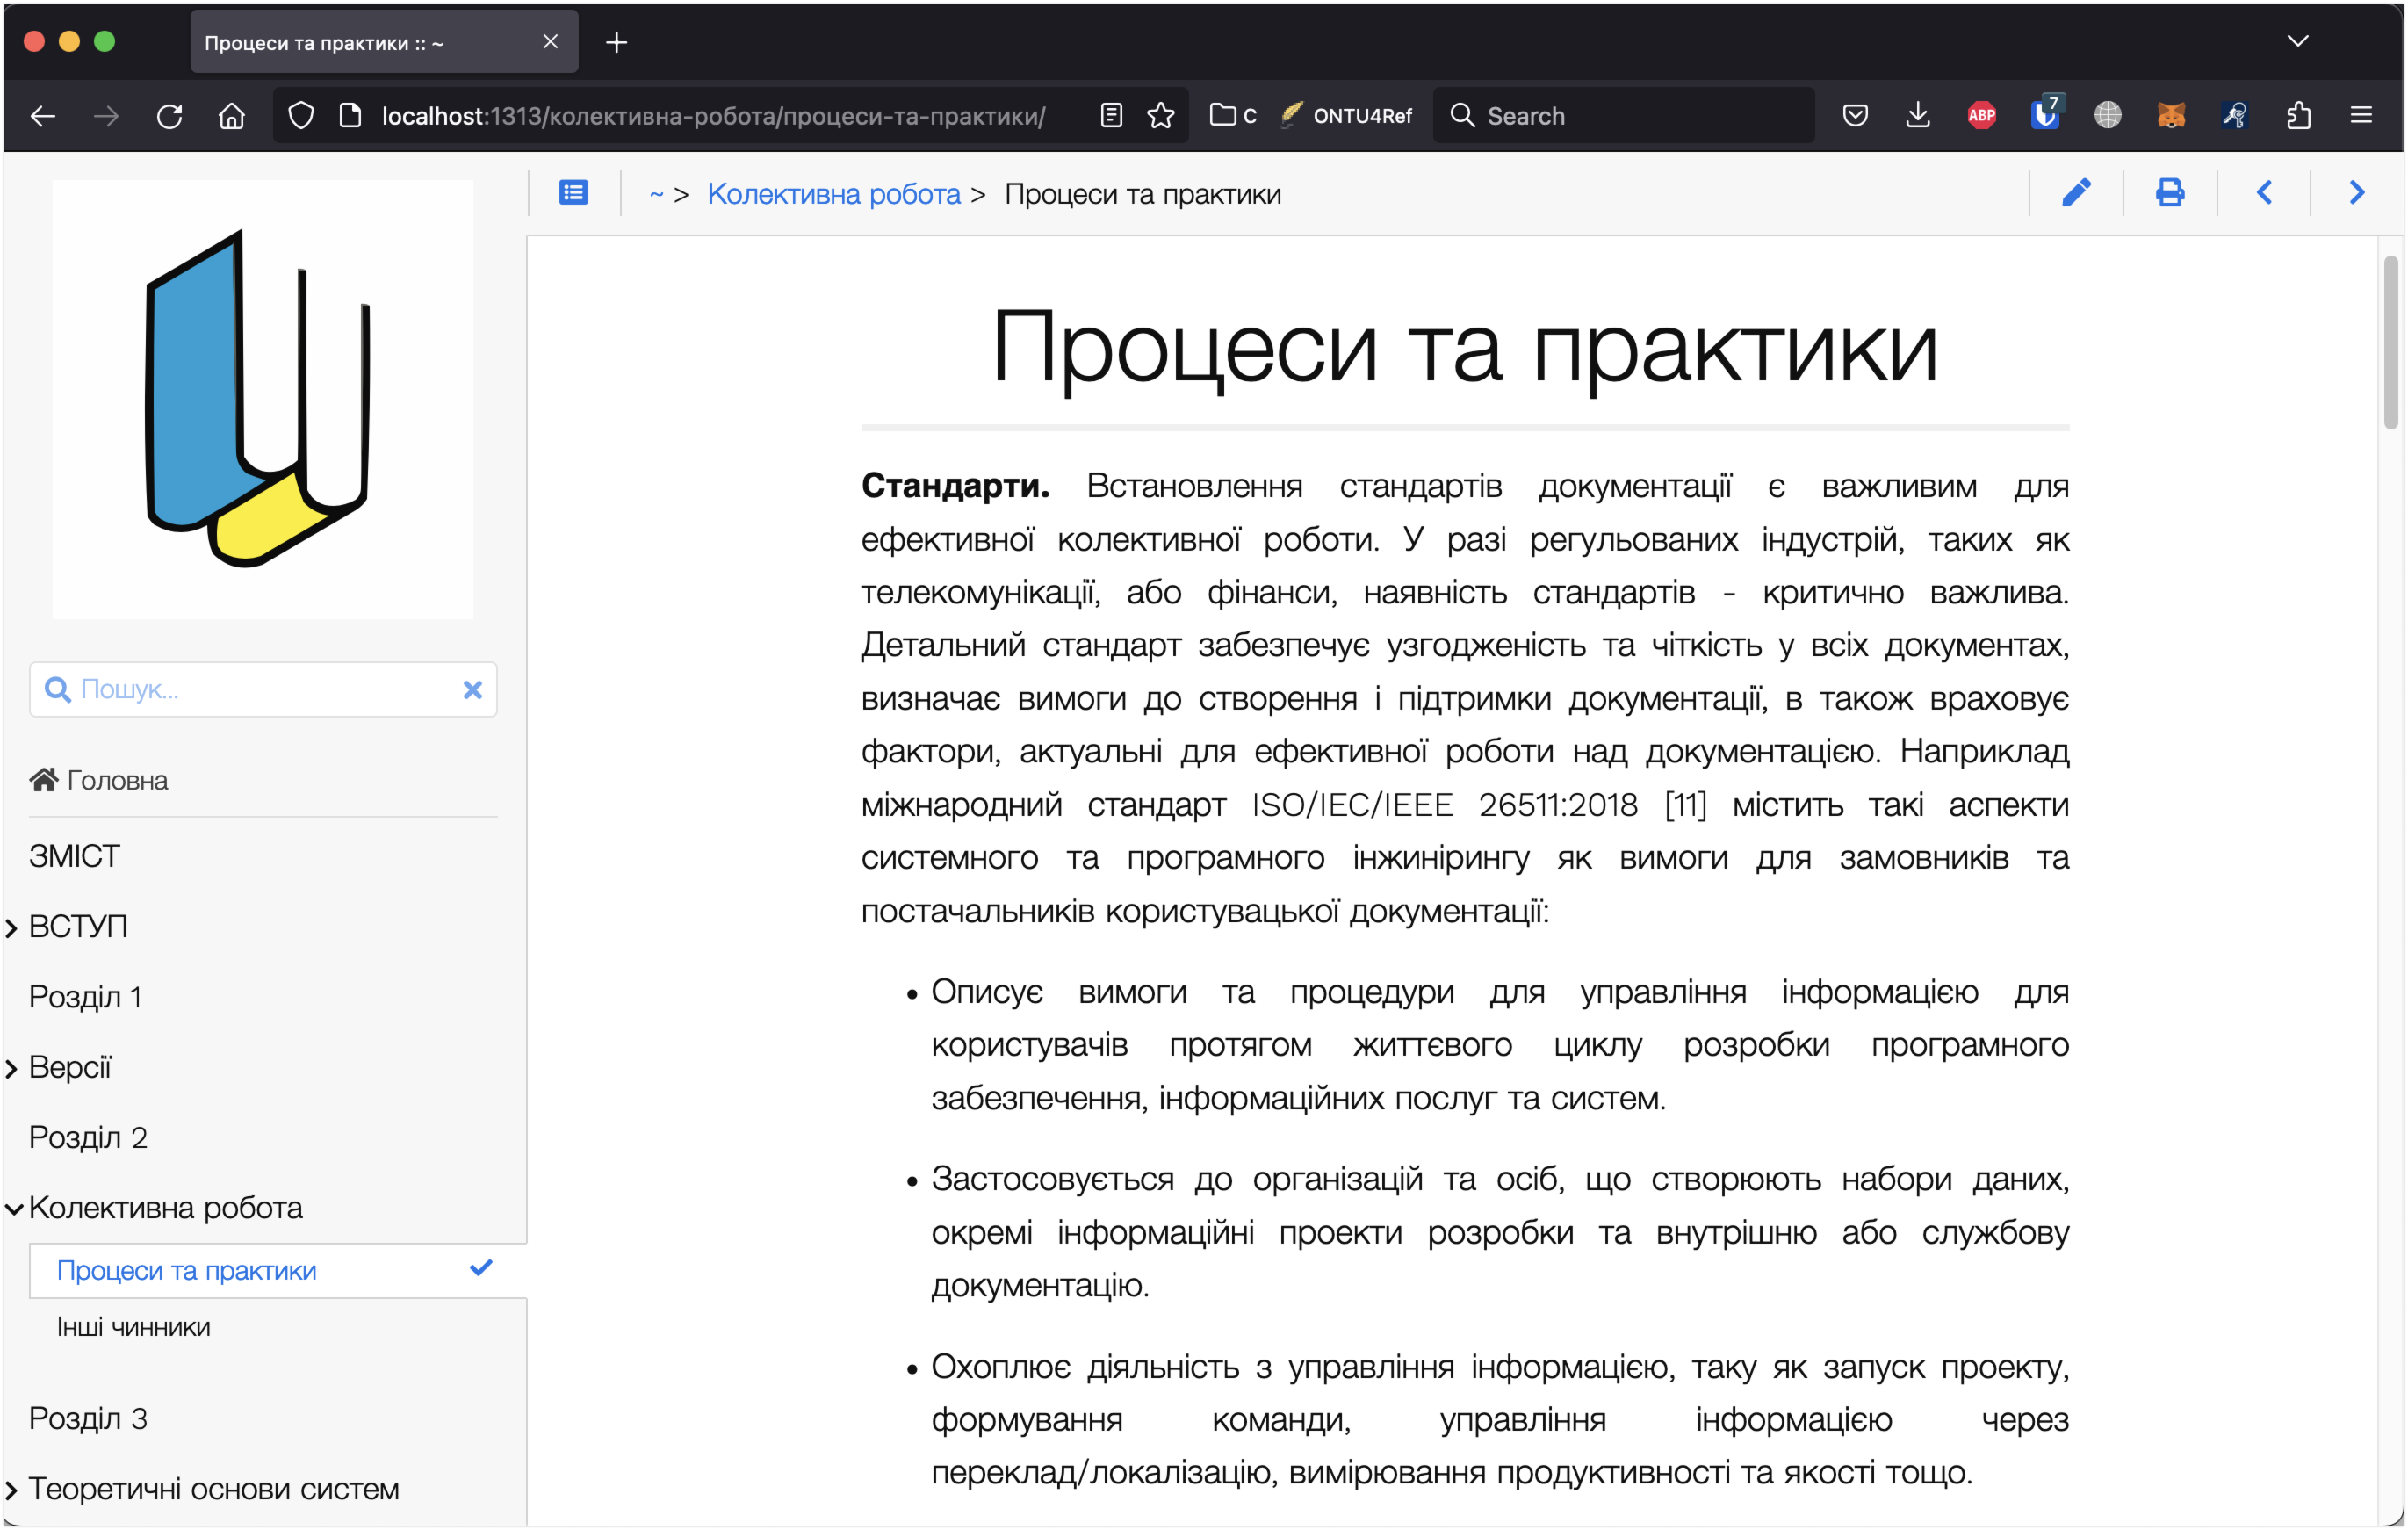 Процеси та практики :: ~
localhost:1313/колективна-робота/процеси-та-практики/
C
ONTU4Ref
Search
ABP
7
~ > Колективна робота > Процеси та практики
Пошук...
Головна
ЗМІСТ
ВСТУП
Розділ 1
Версії
Розділ 2
Колективна робота
Процеси та практики
Інші чинники
Розділ 3
Теоретичні основи систем
Процеси та практики
Стандарти. Встановлення стандартів документації є важливим для
ефективної колективної роботи. У разі регульованих індустрій, таких як
телекомунікації, або фінанси, наявність стандартів - критично важлива.
Детальний стандарт забезпечує узгодженість та чіткість у всіх документах,
визначає вимоги до створення і підтримки документації, в також враховує
фактори, актуальні для ефективної роботи над документацією. Наприклад
міжнародний стандарт ISO/IEC/IEEE 26511:2018 [11] містить такі аспекти
системного та програмного інжинірингу як вимоги для замовників та
постачальників користувацької документації:
• Описує вимоги та процедури для управління інформацією для
користувачів протягом життєвого циклу розробки програмного
забезпечення, інформаційних послуг та систем.
• Застосовується до організацій та осіб, що створюють набори даних,
окремі інформаційні проекти розробки та внутрішню або службову
документацію.
• Охоплює діяльність з управління інформацією, таку як запуск проекту,
формування команди, управління інформацією через
переклад/локалізацію, вимірювання продуктивності та якості тощо.